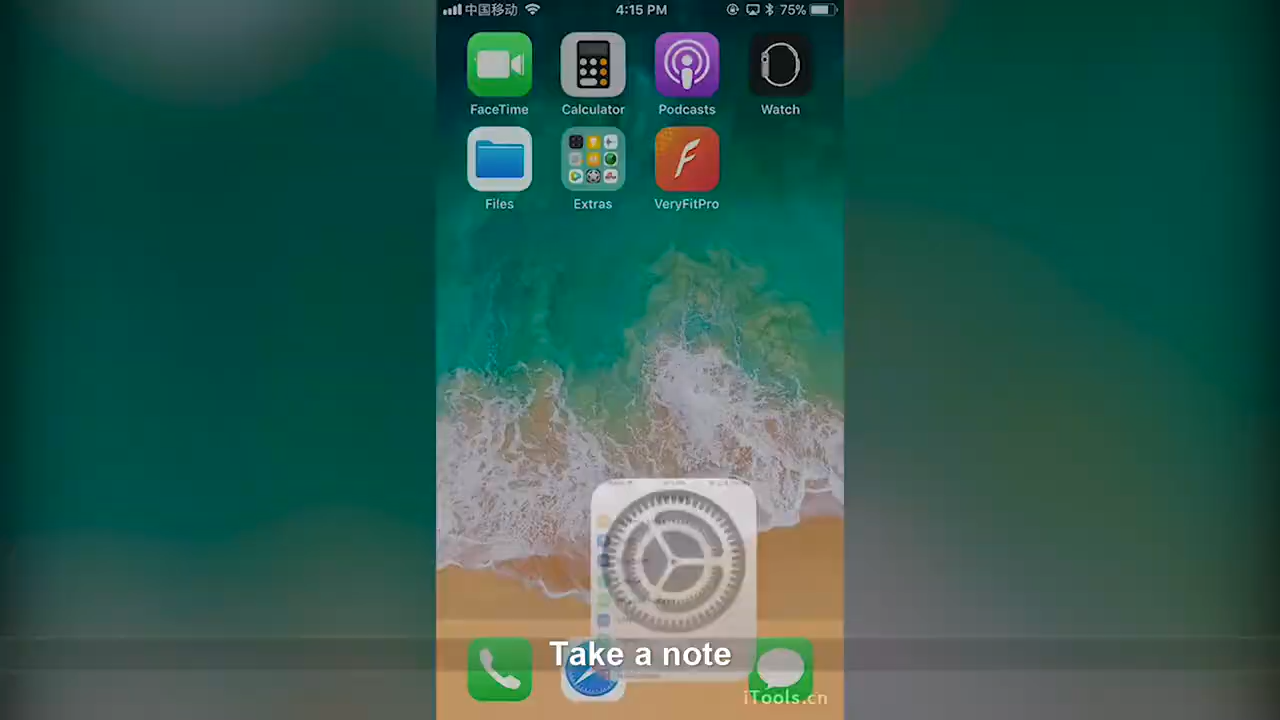 中国移动 4:15 PM 75%
FaceTime Calculator Podcasts Watch
Files Extras VeryFitPro
Take a note
iTools.cn